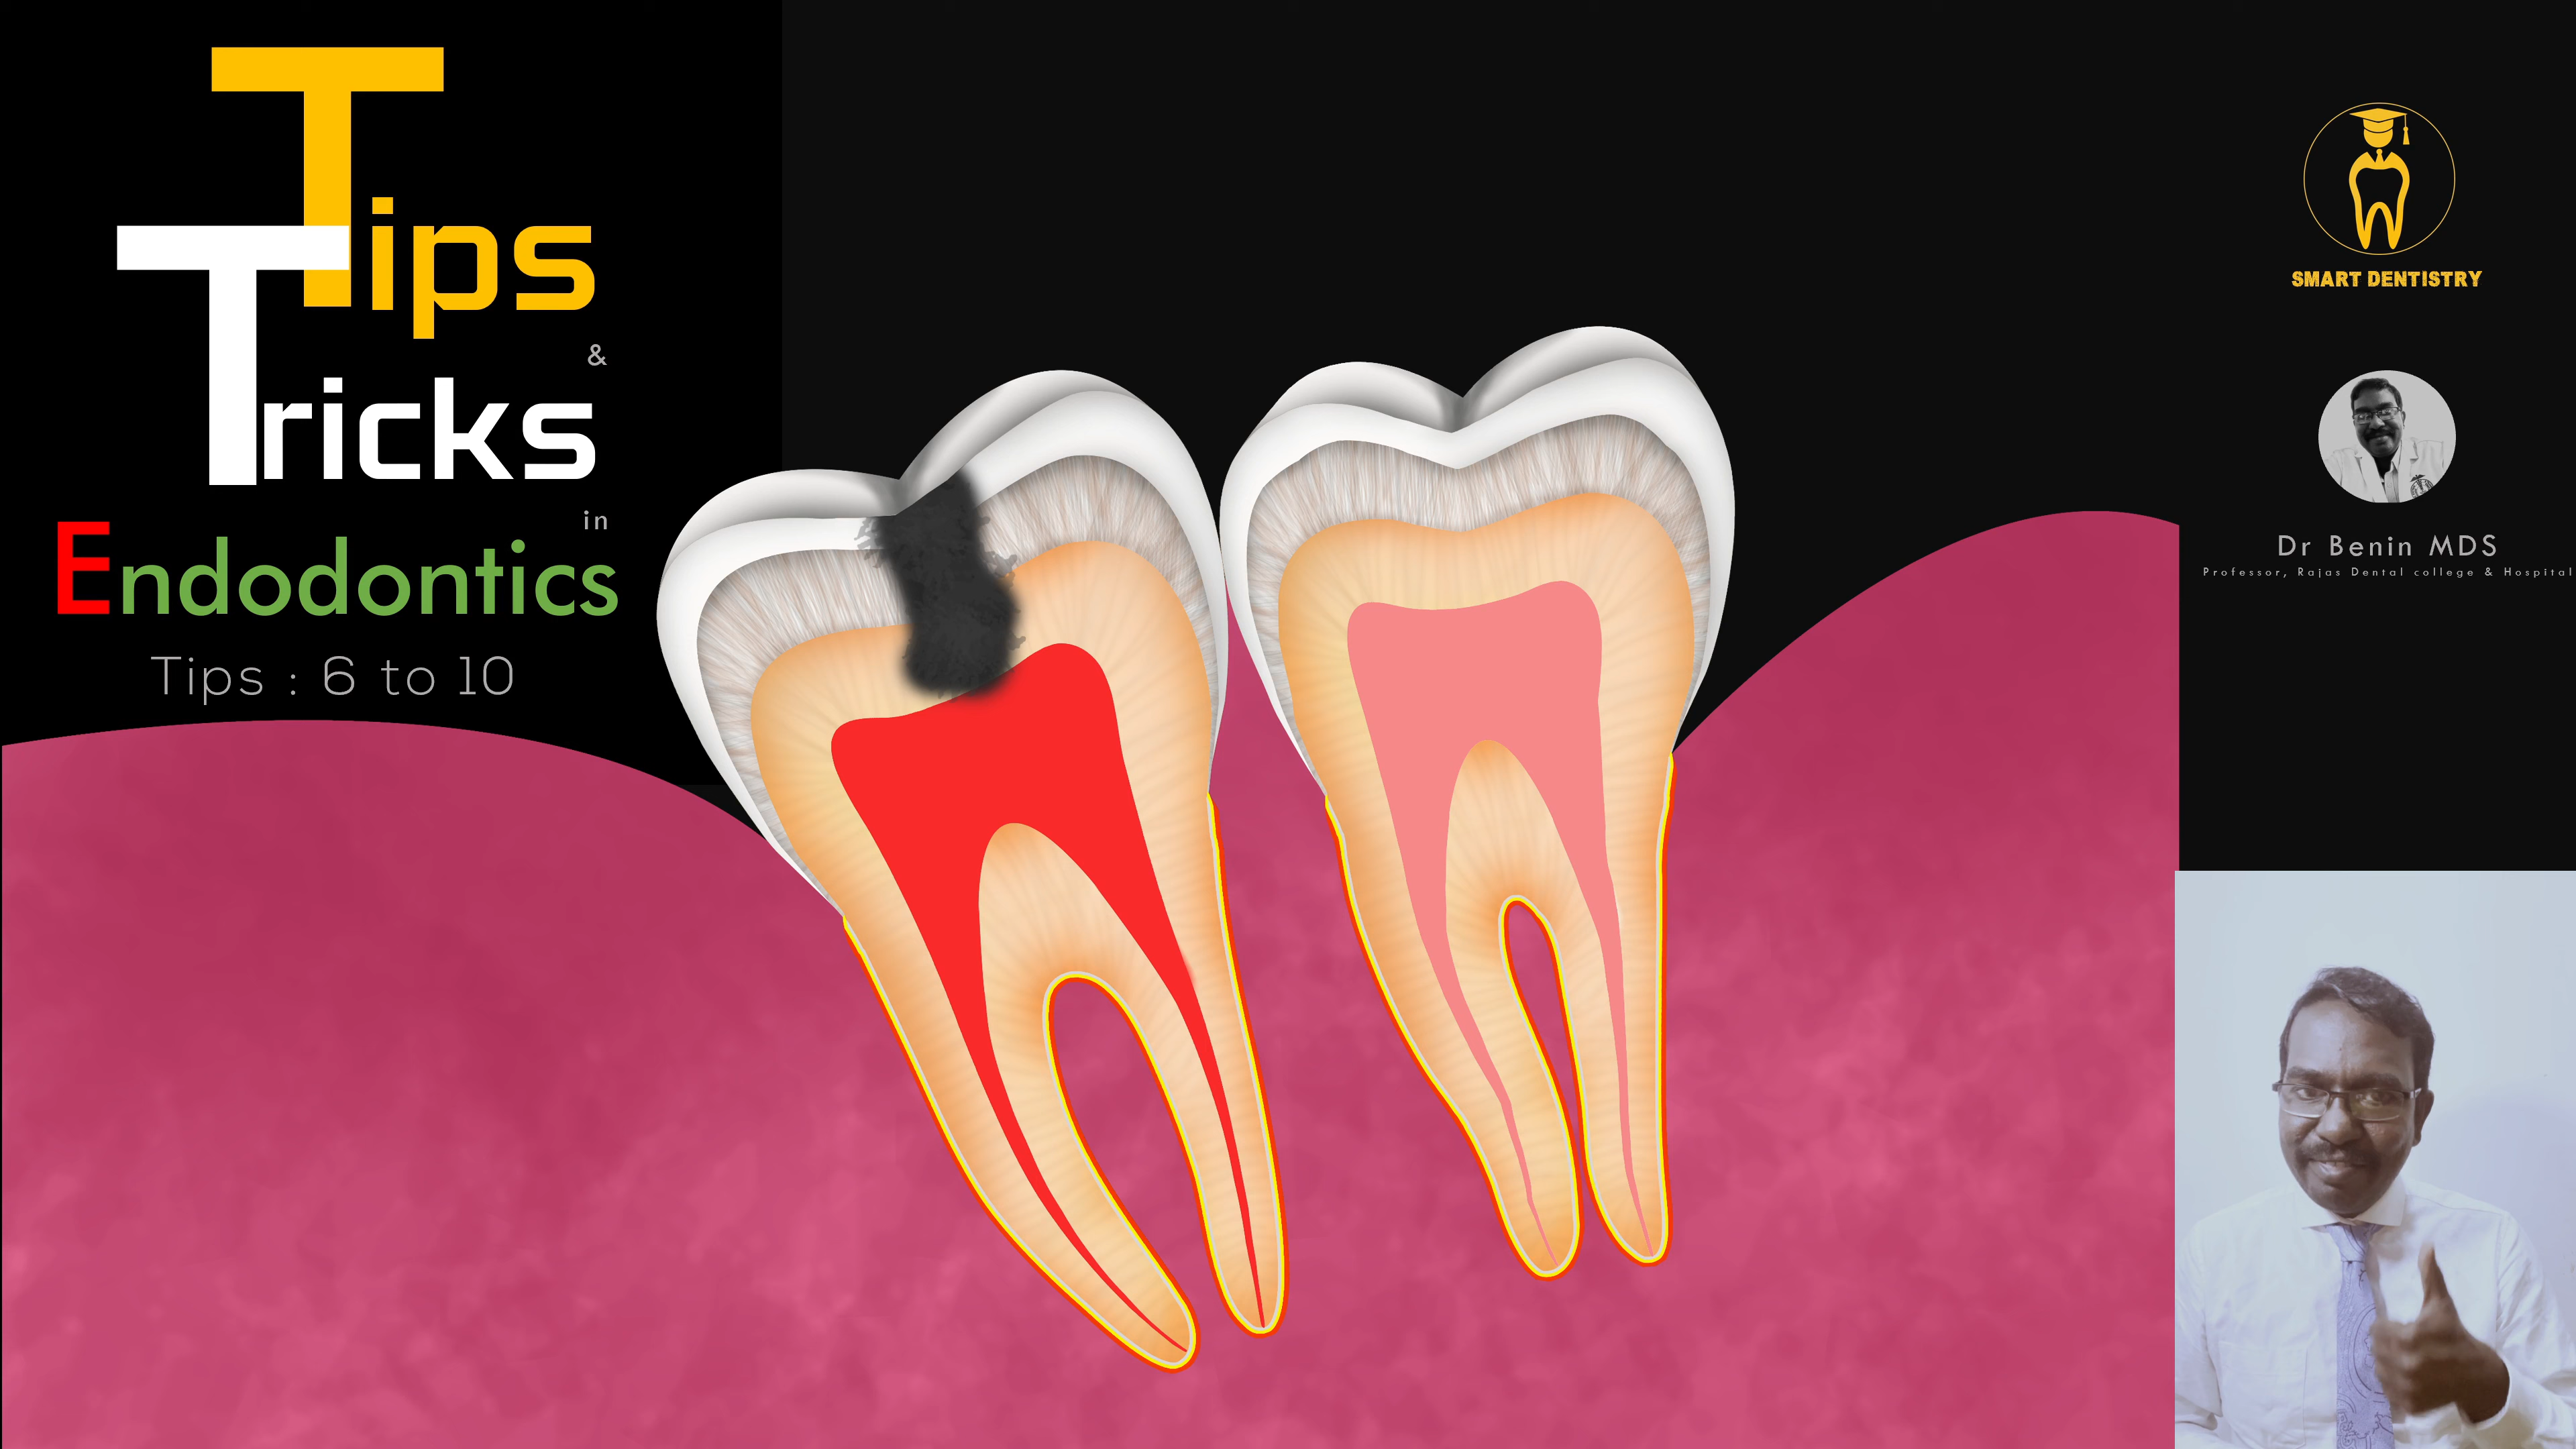 Tips
&
Tricks
in
Endodontics
Tips : 6 to 10
SMART DENTISTRY
Dr Benin MDS
Professor, Rajas Dental college & Hospital